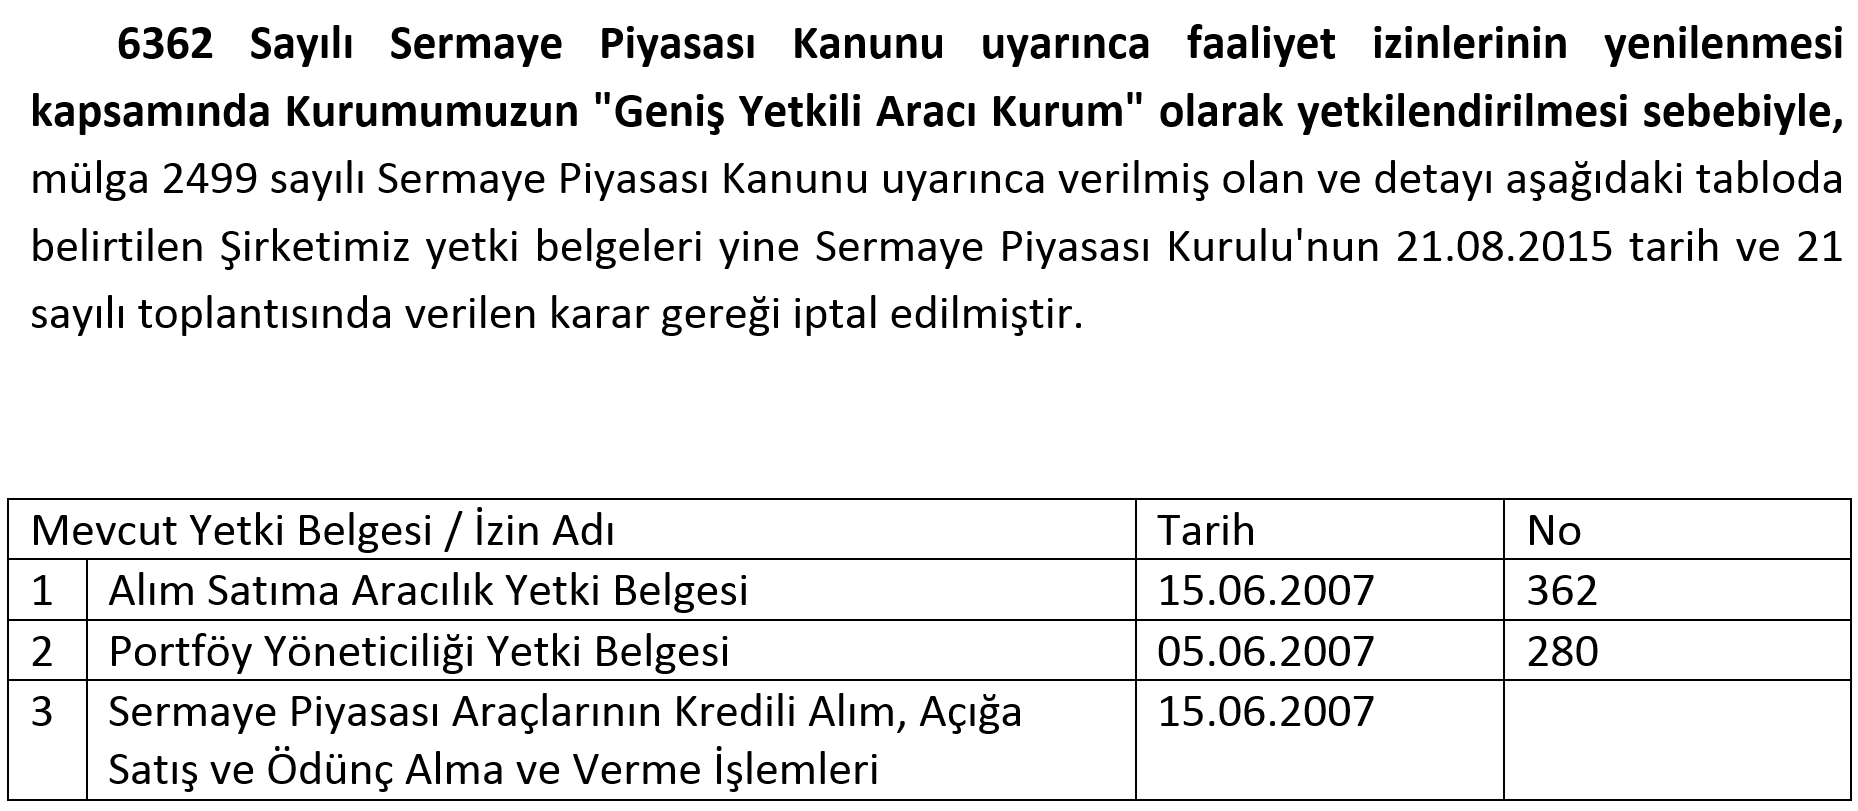 6362 Sayılı Sermaye Piyasası Kanunu uyarınca faaliyet izinlerinin yenilenmesi
kapsamında Kurumumuzun "Geniş Yetkili Aracı Kurum" olarak yetkilendirilmesi sebebiyle,
mülga 2499 sayılı Sermaye Piyasası Kanunu uyarınca verilmiş olan ve detayı aşağıdaki tabloda
belirtilen Şirketimiz yetki belgeleri yine Sermaye Piyasası Kurulu'nun 21.08.2015 tarih ve 21
sayılı toplantısında verilen karar gereği iptal edilmiştir.
Mevcut Yetki Belgesi / İzin Adı Tarih No
1 Alım Satıma Aracılık Yetki Belgesi 15.06.2007 362
2 Portföy Yöneticiliği Yetki Belgesi 05.06.2007 280
3 Sermaye Piyasası Araçlarının Kredili Alım, Açığa 15.06.2007
Satış ve Ödünç Alma ve Verme İşlemleri